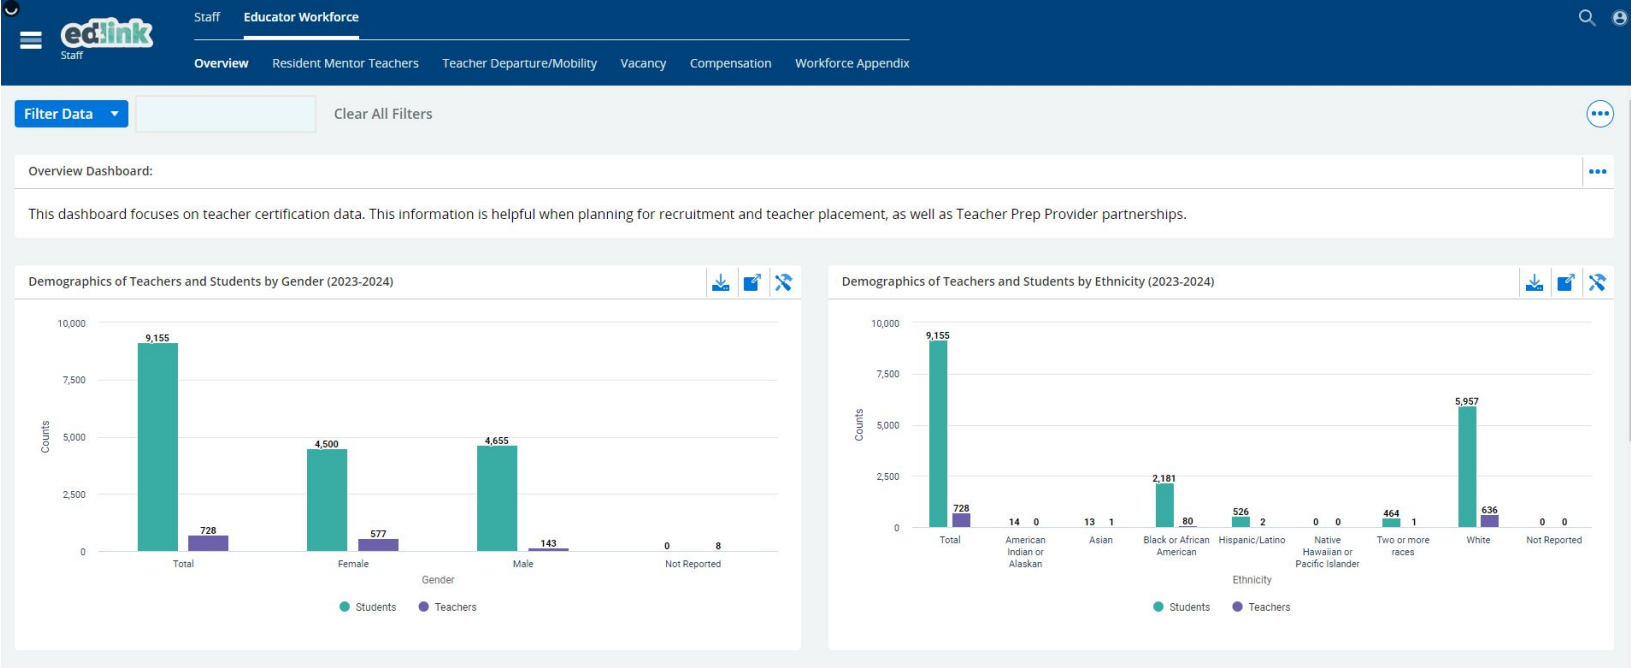 Staff Educator Workforce
edlink
Staff
Overview Resident Mentor Teachers Teacher Departure/Mobility Vacancy Compensation Workforce Appendix
Filter Data Clear All Filters
Overview Dashboard:
This dashboard focuses on teacher certification data. This information is helpful when planning for recruitment and teacher placement, as well as Teacher Prep Provider partnerships.
Demographics of Teachers and Students by Gender (2023-2024)
10,000
7,500
5,000
2,500
0
Counts
9,155
728
4,500
577
4,655
143
0
8
Total
Female
Male
Not Reported
Gender
Students Teachers
Demographics of Teachers and Students by Ethnicity (2023-2024)
10,000
7,500
5,000
2,500
0
Counts
9,155
728
14 0
13 1
2,181
80
526
2
0 0
464
1
5,957
636
0 0
Total
American
Indian or
Alaskan
Asian
Black or African
American
Hispanic/Latino
Native
Hawaiian or
Pacific Islander
Two or more
races
White
Not Reported
Ethnicity
Students Teachers